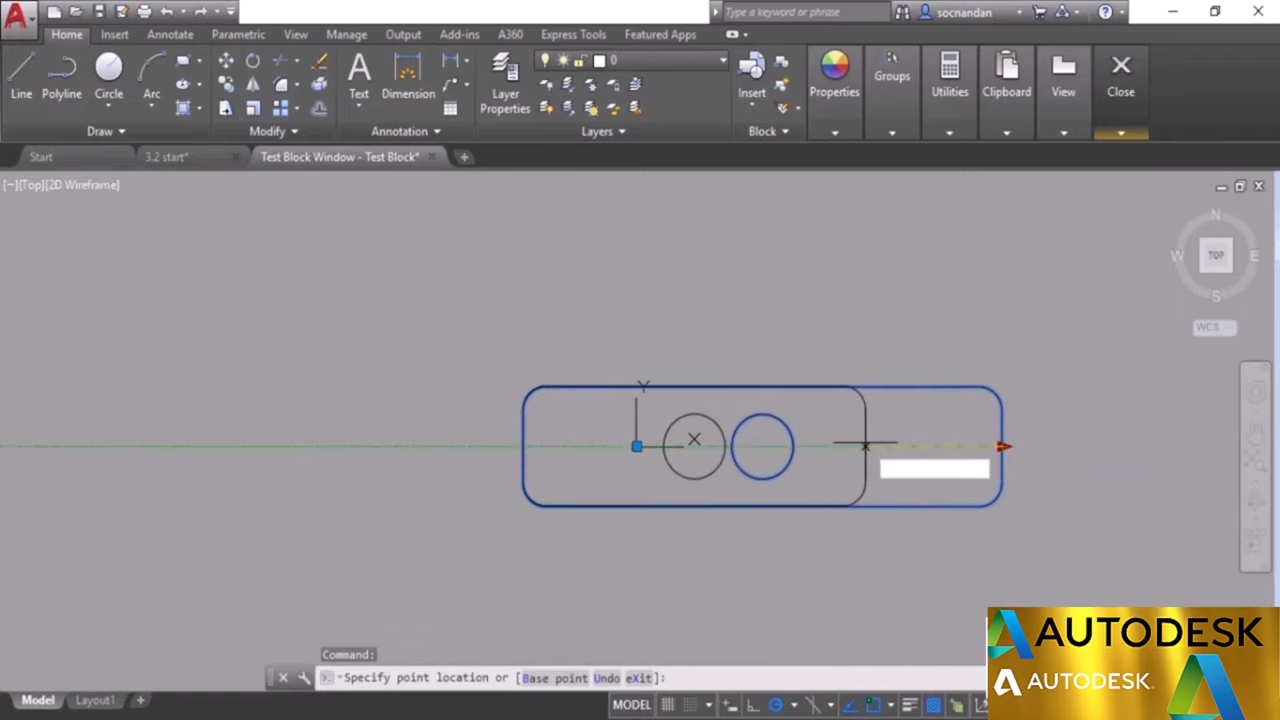 Type a keyword or phrase
socnandan
Home Insert Annotate Parametric View Manage Output Add-ins A360 Express Tools Featured Apps
0
Line Polyline Circle Arc Text Dimension Layer Properties Insert Properties Groups Utilities Clipboard View Close
Draw Modify Annotation Layers Block
Start 3.2 start* Test Block Window - Test Block*
[−][Top][2D Wireframe]
N
W TOP E
S
WCS
Y
X
Command:
Specify point location or [Base point Undo eXit]:
Model Layout1
MODEL
AUTODESK
AUTODESK.